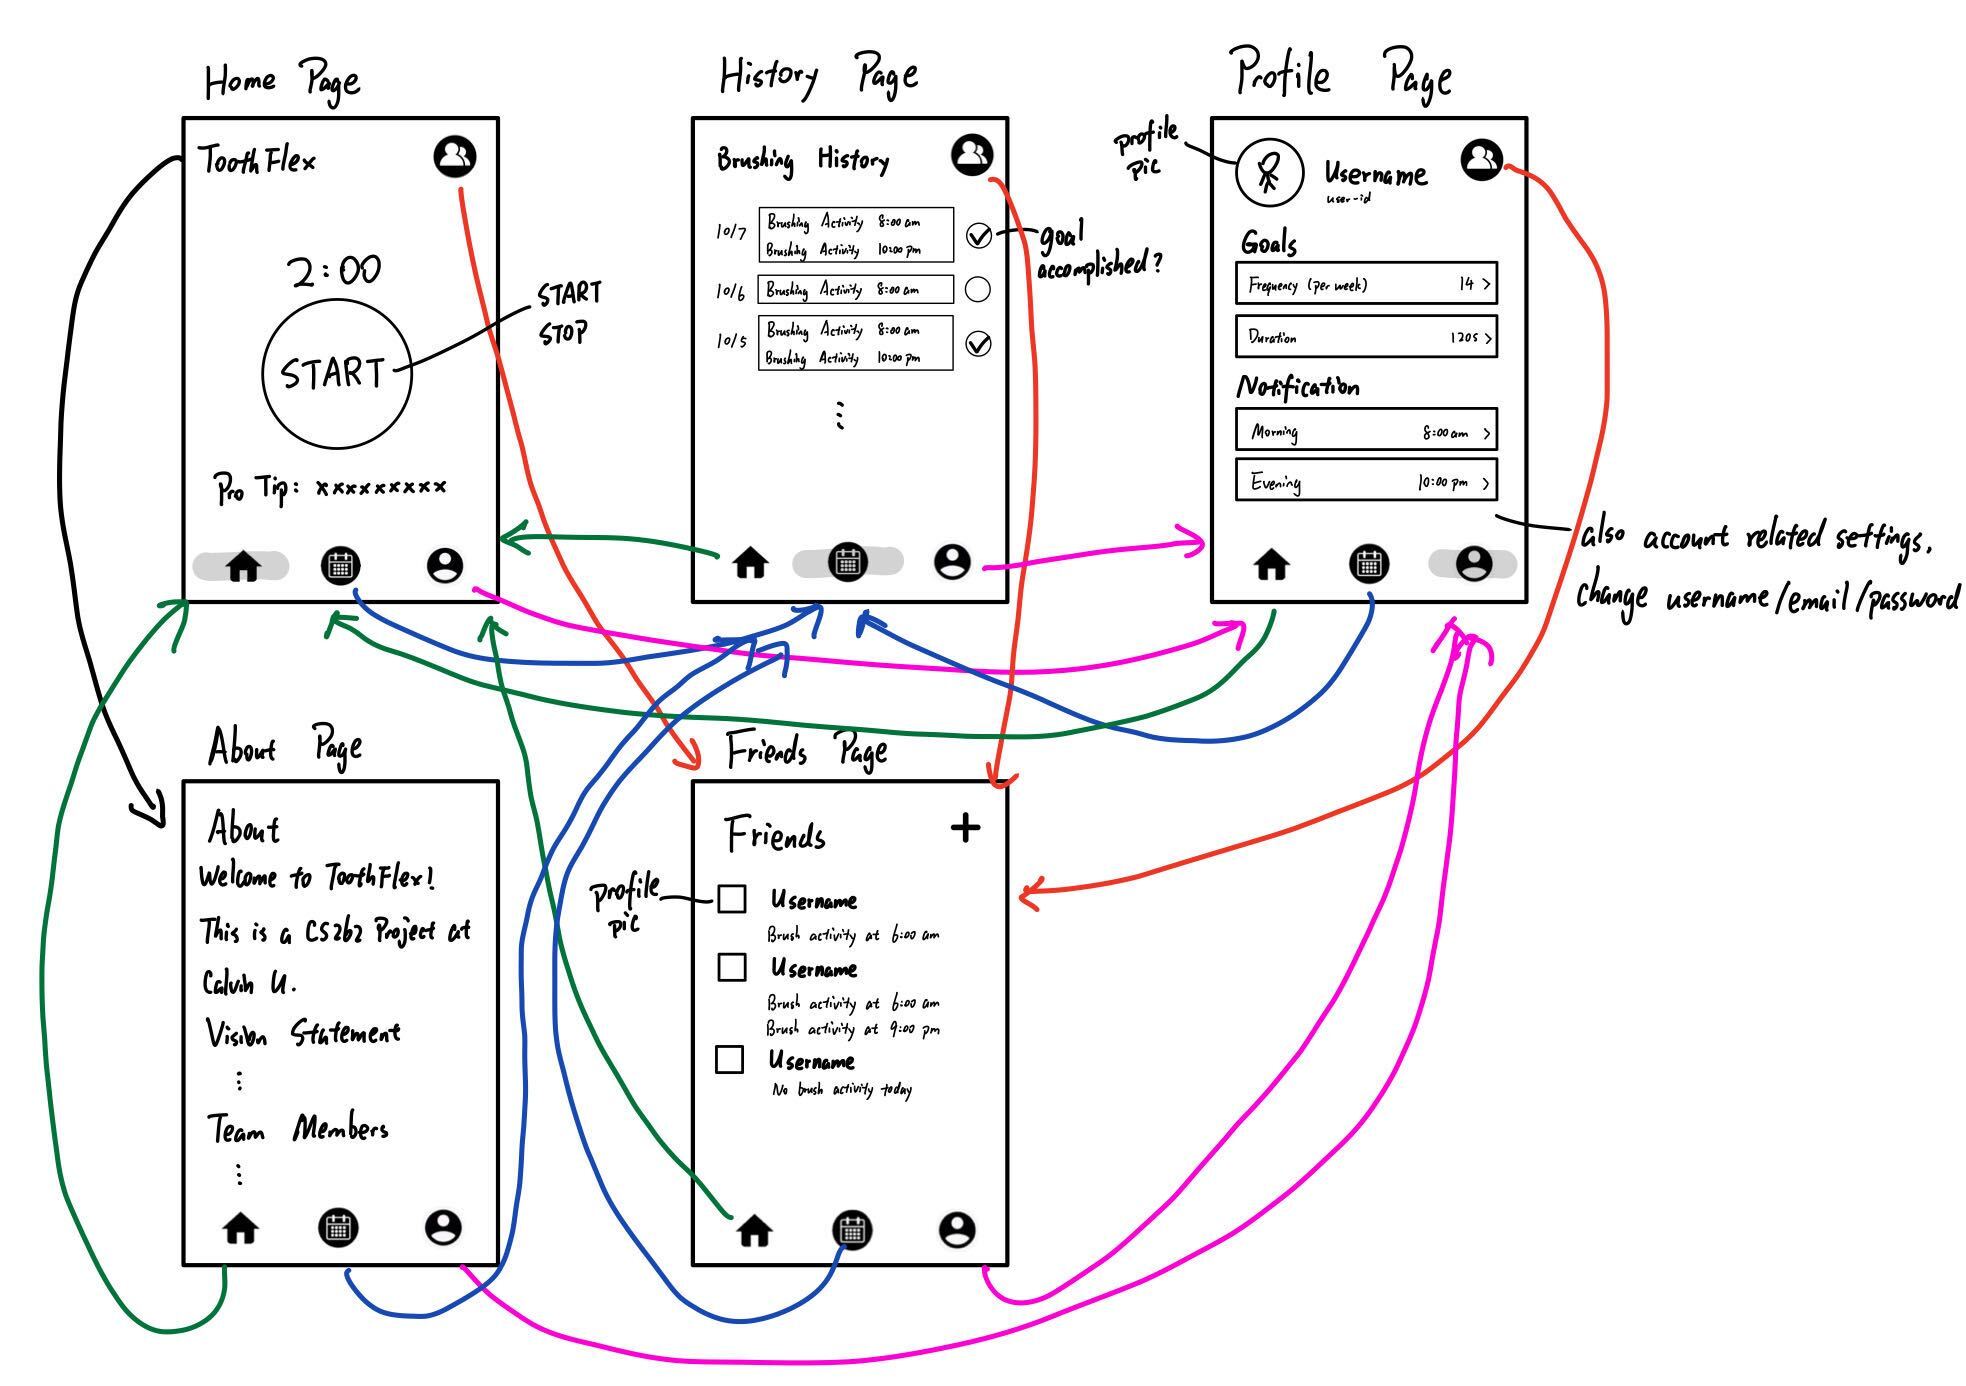 Home Page
ToothFlex
2:00
START
START
STOP
Pro Tip: xxxxxxxxx
History Page
Brushing History
10/7
Brushing Activity 8:00 am
Brushing Activity 10:00 pm
goal
accomplished?
10/6
Brushing Activity 8:00 am
10/5
Brushing Activity 8:00 am
Brushing Activity 10:00 pm
Profile Page
profile
pic
Username
user-id
Goals
Frequency (per week) 14 >
Duration 120s >
Notification
Morning 8:00 am >
Evening 10:00 pm >
also account related settings,
change username/email/password
About Page
About
Welcome to ToothFlex!
This is a CS262 Project at
Calvin U.
Vision Statement
Team Members
Friends Page
Friends +
profile
pic
Username
Brush activity at 6:00 am
Username
Brush activity at 6:00 am
Brush activity at 9:00 pm
Username
No brush activity today